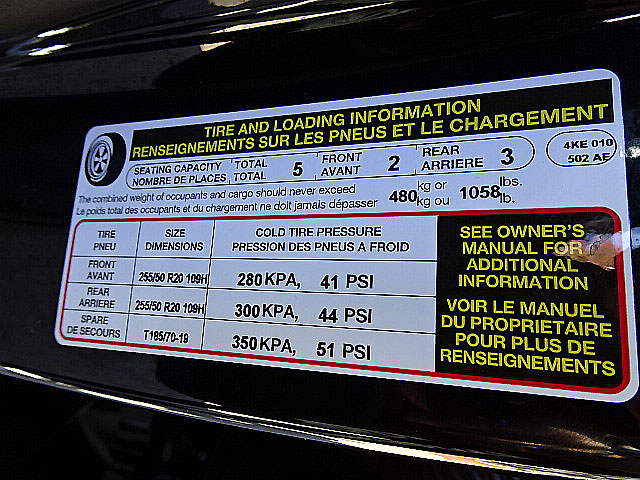 TIRE AND LOADING INFORMATION
RENSEIGNEMENTS SUR LES PNEUS ET LE CHARGEMENT
SEATING CAPACITY TOTAL 5 FRONT 2 REAR 3
NOMBRE DE PLACES TOTAL AVANT ARRIERE
4KE 010
502 AF
The combined weight of occupants and cargo should never exceed 480 kg or 1058 lbs.
Le poids total des occupants et du chargement ne doit jamais dépasser kg ou lb.
TIRE SIZE COLD TIRE PRESSURE
PNEU DIMENSIONS PRESSION DES PNEUS A FROID
FRONT
AVANT 255/50 R20 109H 280 KPA, 41 PSI
REAR
ARRIERE 255/50 R20 109H 300 KPA, 44 PSI
SPARE
DE SECOURS T185/70-19 350 KPA, 51 PSI
SEE OWNER'S
MANUAL FOR
ADDITIONAL
INFORMATION
VOIR LE MANUEL
DU PROPRIETAIRE
POUR PLUS DE
RENSEIGNEMENTS